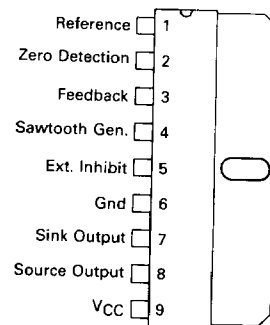 Reference 1
Zero Detection 2
Feedback 3
Sawtooth Gen. 4
Ext. Inhibit 5
Gnd 6
Sink Output 7
Source Output 8
VCC 9